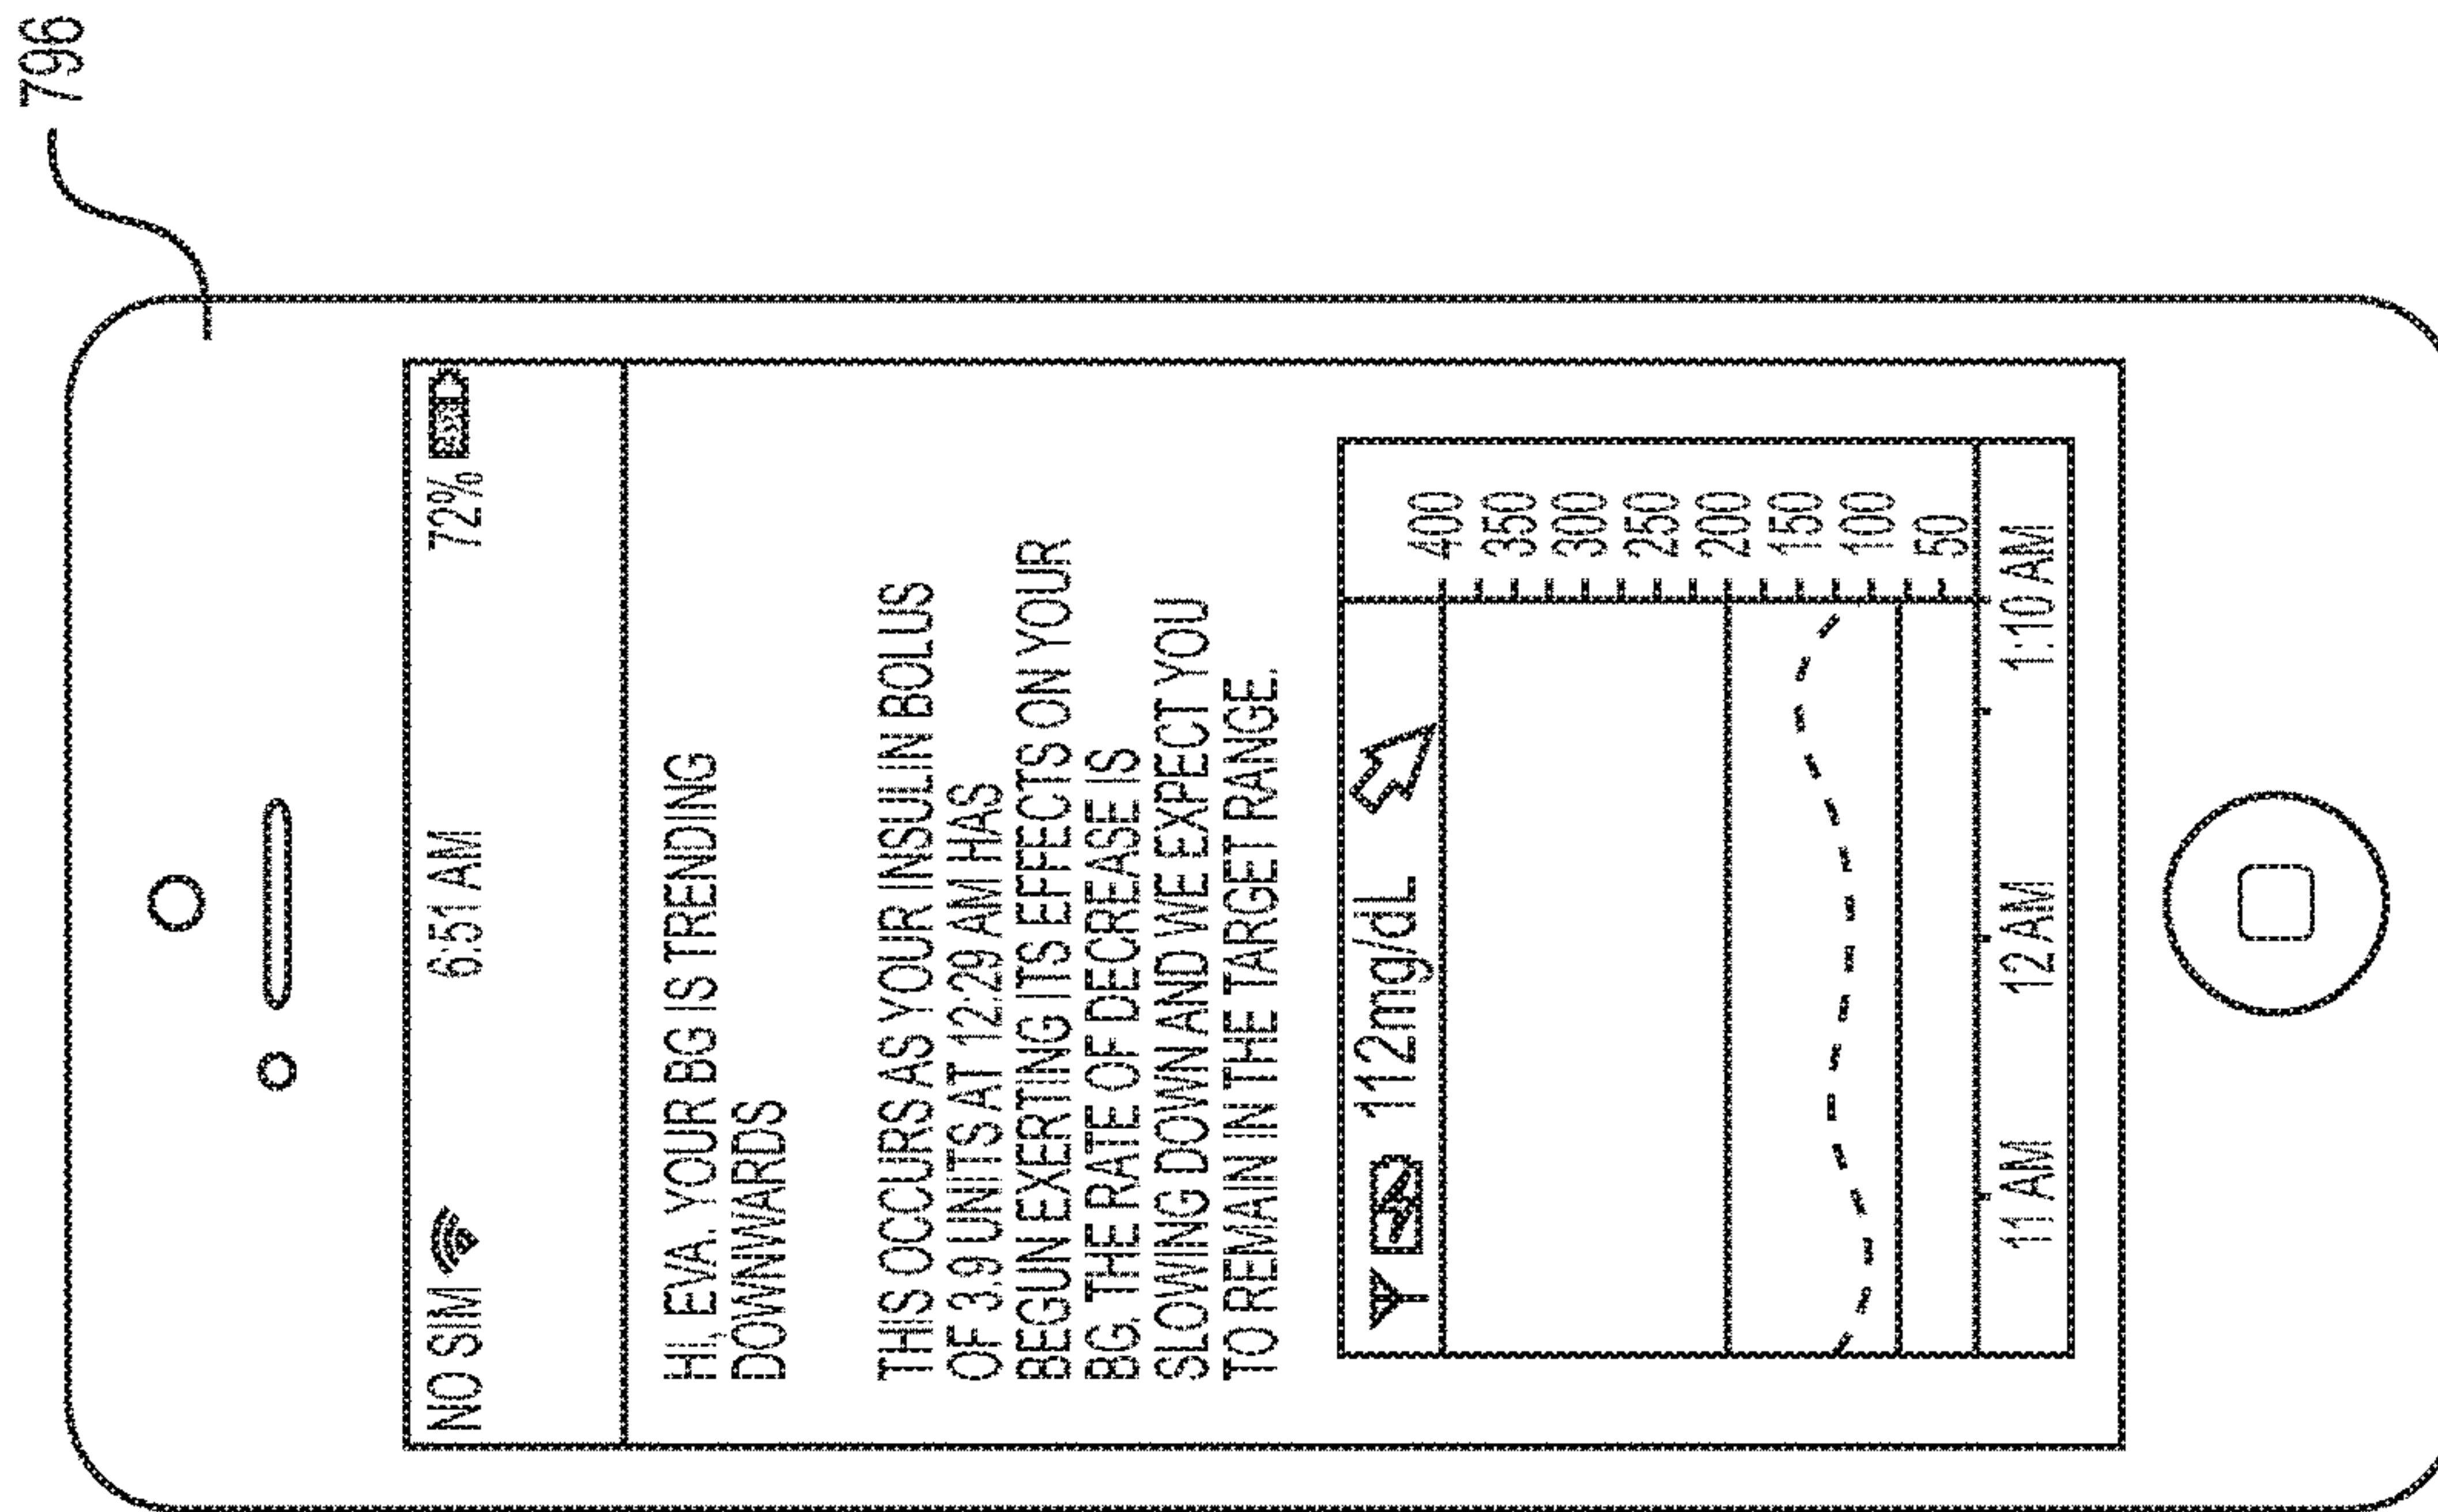 796
NO SIM 6:51 AM 72%
HI, EVA. YOUR BG IS TRENDING
DOWNWARDS
THIS OCCURS AS YOUR INSULIN BOLUS
OF 3.9 UNITS AT 12:29 AM HAS
BEGUN EXERTING ITS EFFECTS ON YOUR
BG. THE RATE OF DECREASE IS
SLOWING DOWN AND WE EXPECT YOU
TO REMAIN IN THE TARGET RANGE.
112mg/dL
400
350
300
250
200
150
100
50
11 AM 12 AM 1:10 AM